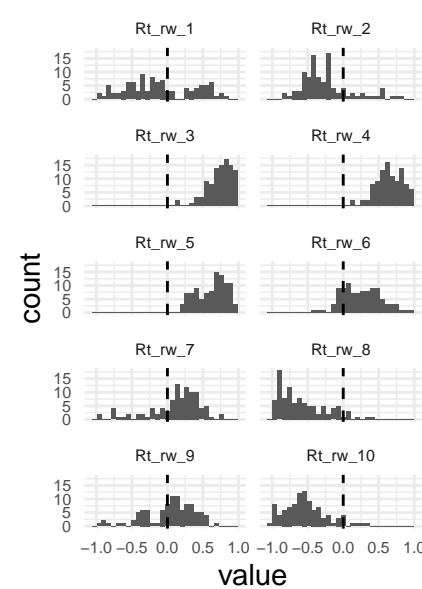 Rt_rw_1 Rt_rw_2
15
10
5
0
Rt_rw_3 Rt_rw_4
15
10
5
0
Rt_rw_5 Rt_rw_6
15
10
5
0
Rt_rw_7 Rt_rw_8
15
10
5
0
Rt_rw_9 Rt_rw_10
15
10
5
0
count
−1.0 −0.5 0.0 0.5 1.0 −1.0 −0.5 0.0 0.5 1.0
value